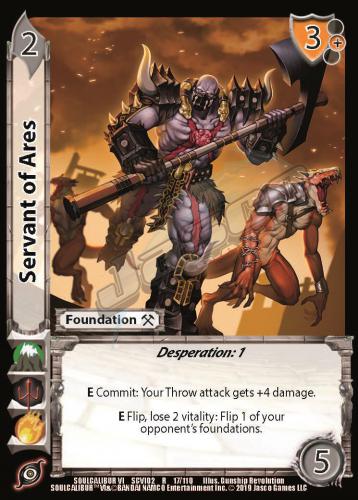 2
3
+
Servant of Ares
JASCO
Foundation
Desperation: 1
E Commit: Your Throw attack gets +4 damage.
E Flip, lose 2 vitality: Flip 1 of your
opponent's foundations.
5
SOULCALIBUR VI SCVI02 R 17/110 Illus. Gunship Revolution
SOULCALIBUR™VI&©BANDAI NAMCO Entertainment Inc. © 2019 Jasco Games LLC